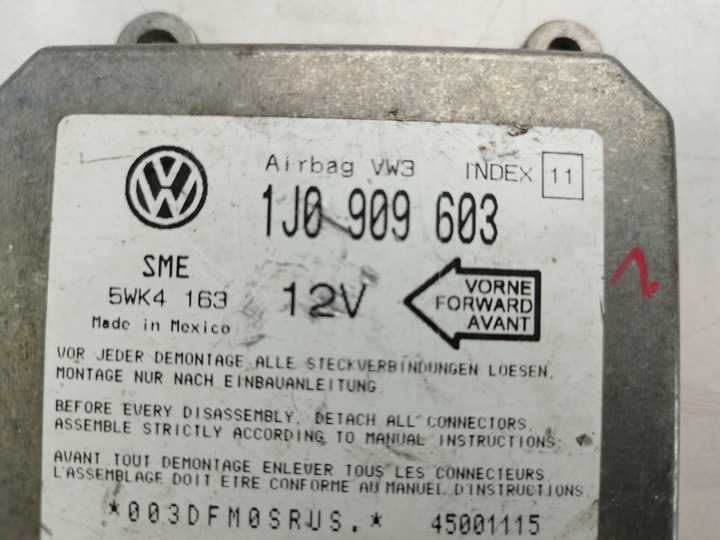 Airbag VW3 INDEX 11
1J0 909 603
SME
5WK4 163
Made in Mexico
12V
VORNE
FORWARD
AVANT
VOR JEDER DEMONTAGE ALLE STECKVERBINDUNGEN LOESEN.
MONTAGE NUR NACH EINBAUANLEITUNG
BEFORE EVERY DISASSEMBLY, DETACH ALL CONNECTORS.
ASSEMBLE STRICTLY ACCORDING TO MANUAL INSTRUCTIONS.
AVANT TOUT DEMONTAGE ENLEVER TOUS LES CONNECTEURS
L'ASSEMBLAGE DOIT ETRE CONFORME AU MANUEL D'INSTRUCTIONS.
*003DFM0SRUS.* 45001115